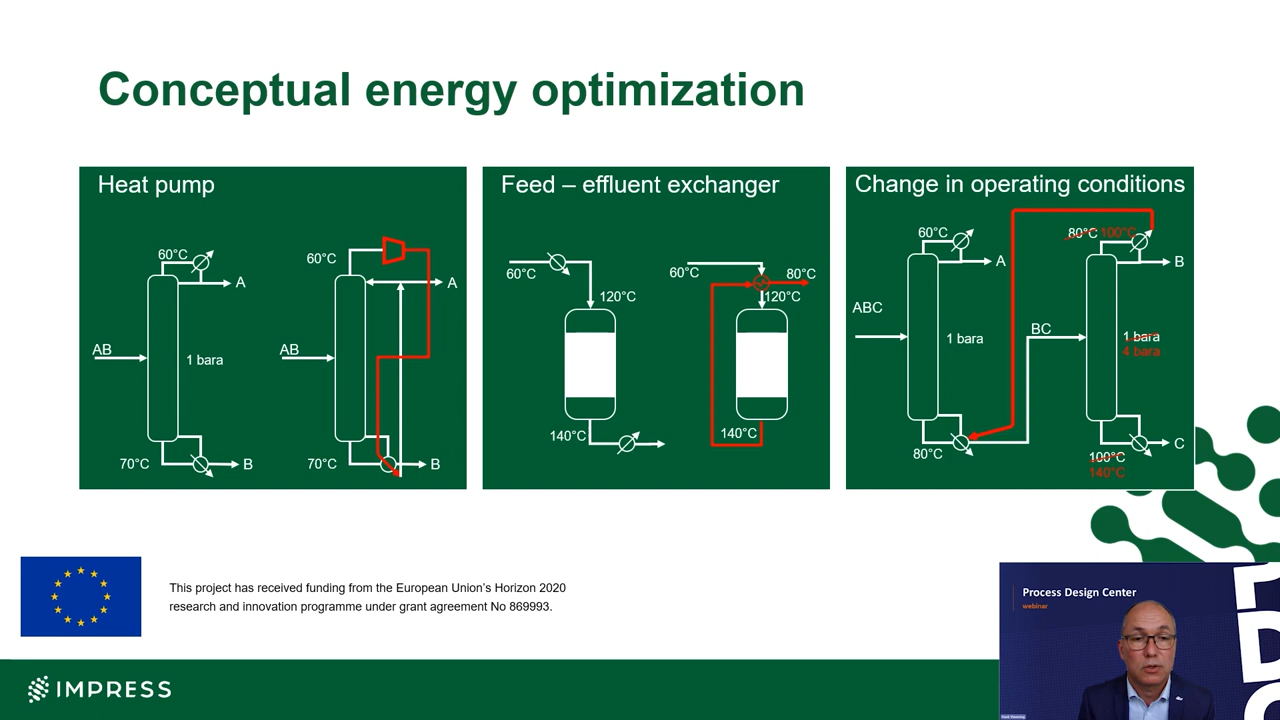 Conceptual energy optimization
Heat pump
60°C
A
AB
1 bara
70°C
B
60°C
A
AB
70°C
B
Feed – effluent exchanger
60°C
120°C
140°C
60°C
80°C
120°C
140°C
Change in operating conditions
60°C
A
ABC
1 bara
80°C
BC
80°C 100°C
B
1 bara
4 bara
C
100°C
140°C
This project has received funding from the European Union's Horizon 2020
research and innovation programme under grant agreement No 869993.
IMPRESS
Process Design Center
webinar
PDC